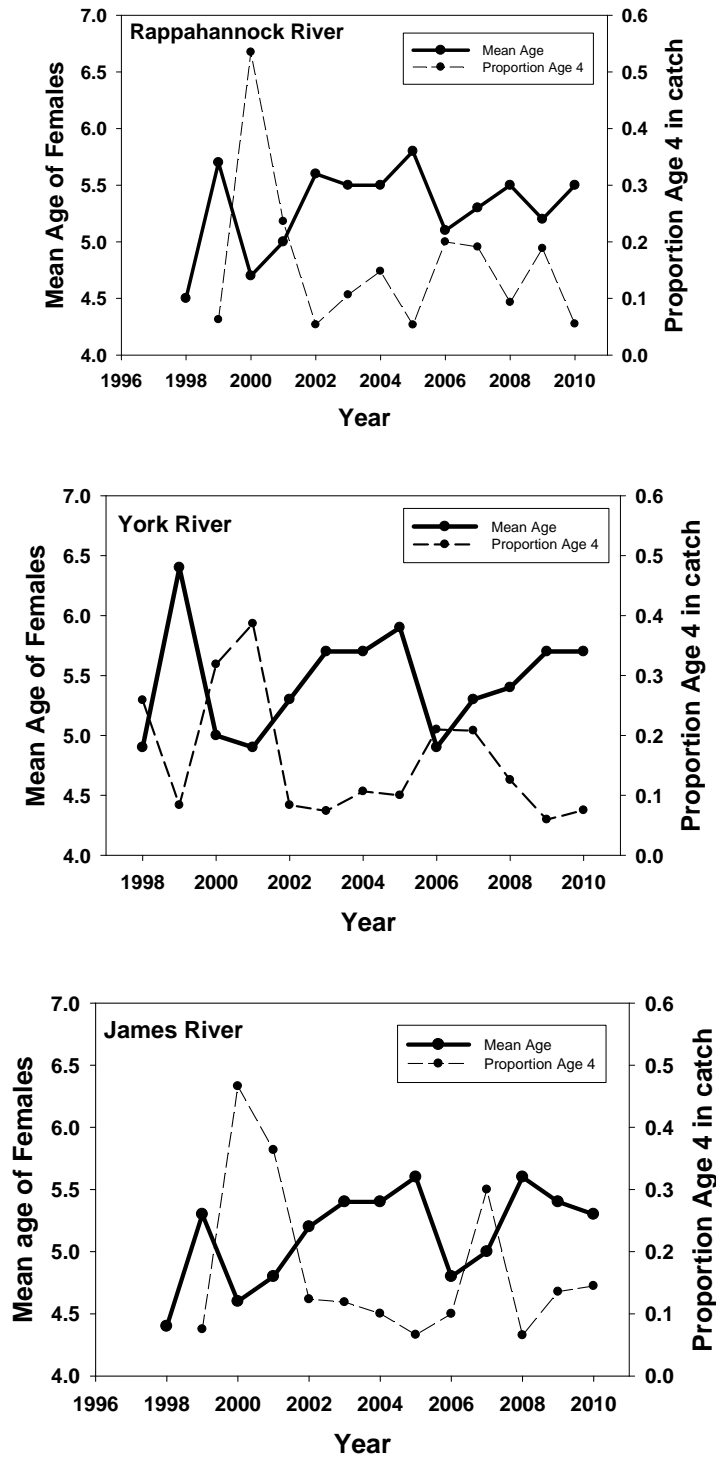 Rappahannock River
Mean Age
Proportion Age 4
7.0
6.5
6.0
5.5
5.0
4.5
4.0
Mean Age of Females
0.6
0.5
0.4
0.3
0.2
0.1
0.0
Proportion Age 4 in catch
1996 1998 2000 2002 2004 2006 2008 2010
Year
York River
Mean Age
Proportion Age 4
7.0
6.5
6.0
5.5
5.0
4.5
4.0
Mean Age of Females
0.6
0.5
0.4
0.3
0.2
0.1
0.0
Proportion Age 4 in catch
1998 2000 2002 2004 2006 2008 2010
Year
James River
Mean Age
Proportion Age 4
7.0
6.5
6.0
5.5
5.0
4.5
4.0
Mean age of Females
0.6
0.5
0.4
0.3
0.2
0.1
0.0
Proportion Age 4 in catch
1996 1998 2000 2002 2004 2006 2008 2010
Year